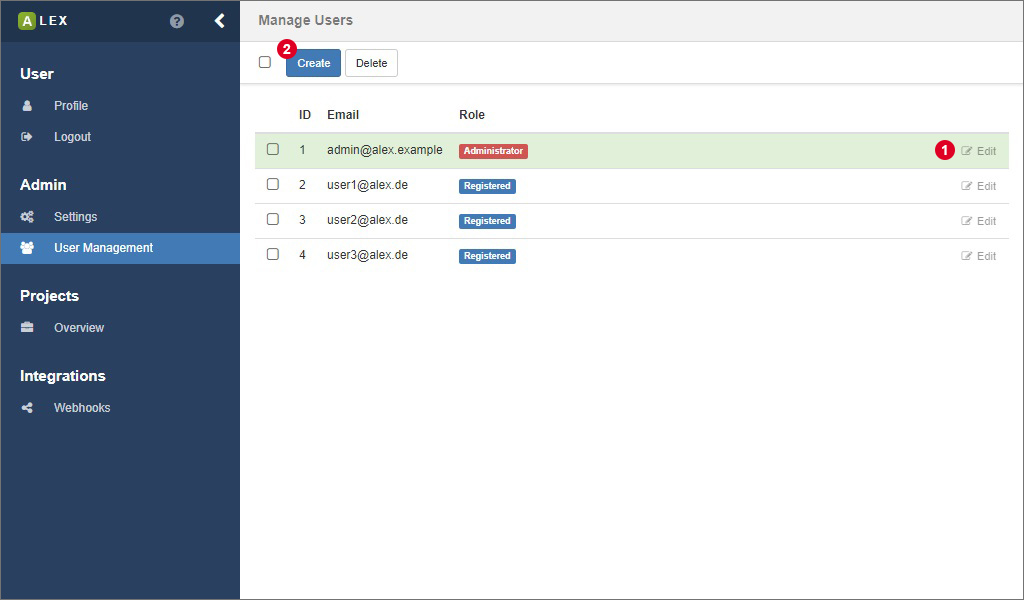 A LEX ?
User
Profile
Logout
Admin
Settings
User Management
Projects
Overview
Integrations
Webhooks
Manage Users
2
Create Delete
ID Email Role
1 admin@alex.example Administrator 1 Edit
2 user1@alex.de Registered Edit
3 user2@alex.de Registered Edit
4 user3@alex.de Registered Edit